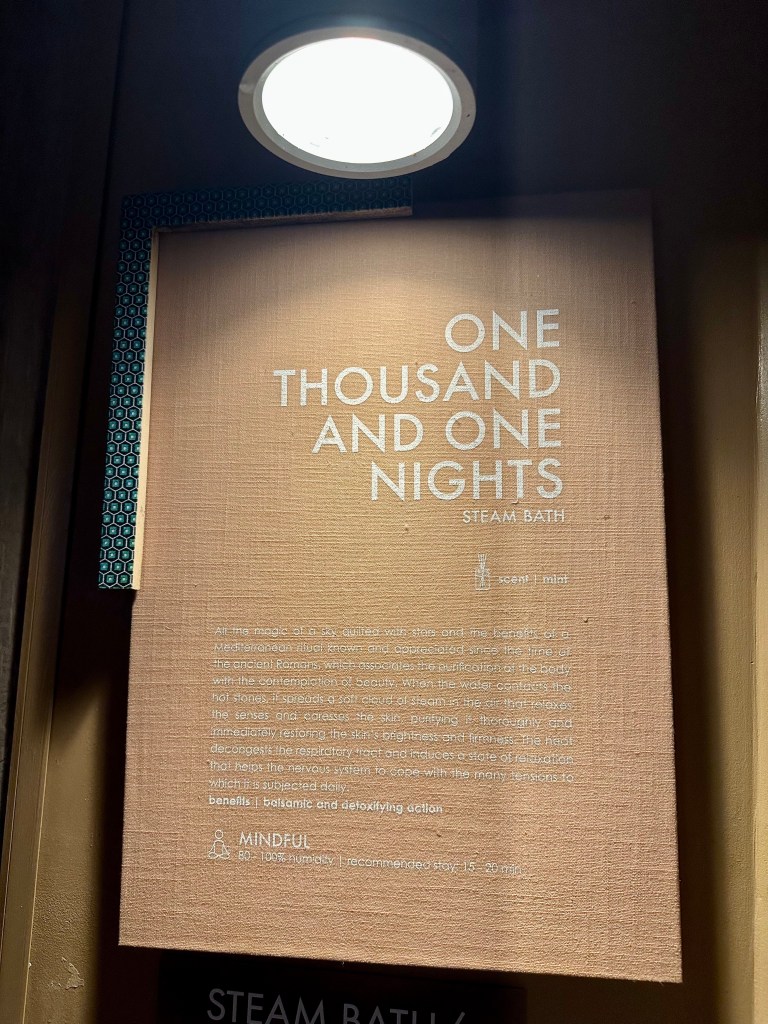 ONE
THOUSAND
AND ONE
NIGHTS
STEAM BATH
scent | mint
All the magic of a sky quilted with stars and the benefits of a
Mediterranean ritual known and appreciated since the time of
the ancient Romans, which associates the purification of the body
with the contemplation of beauty. When the water contacts the
hot stones, it spreads a soft cloud of steam in the air that relaxes
the senses and caresses the skin, purifying it thoroughly and
immediately restoring the skin's brightness and firmness. The heat
decongests the respiratory tract and induces a state of relaxation
that helps the nervous system to cope with the many tensions to
which it is subjected daily.
benefits | balsamic and detoxifying action
MINDFUL
80 - 100% humidity | recommended stay: 15 - 20 min
STEAM BATH